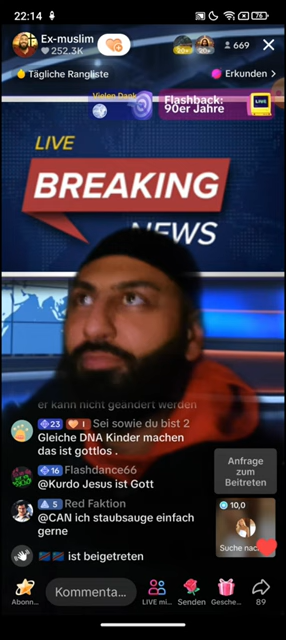 22:14
76
Ex-muslim
252.3K
669
Tägliche Rangliste
Erkunden >
Vielen Dank
Flashback:
90er Jahre
LIVE
LIVE
BREAKING
NEWS
er kann nicht geändert werden
23 I Sei sowie du bist 2
Gleiche DNA Kinder machen
das ist gottlos .
16 Flashdance66
@Kurdo Jesus ist Gott
5 Red Faktion
@CAN ich staubsauge einfach
gerne
ist beigetreten
Anfrage
zum
Beitreten
10,0
Suche nac
Abonn...
Kommenta...
LIVE mi...
Senden
Gesche...
89